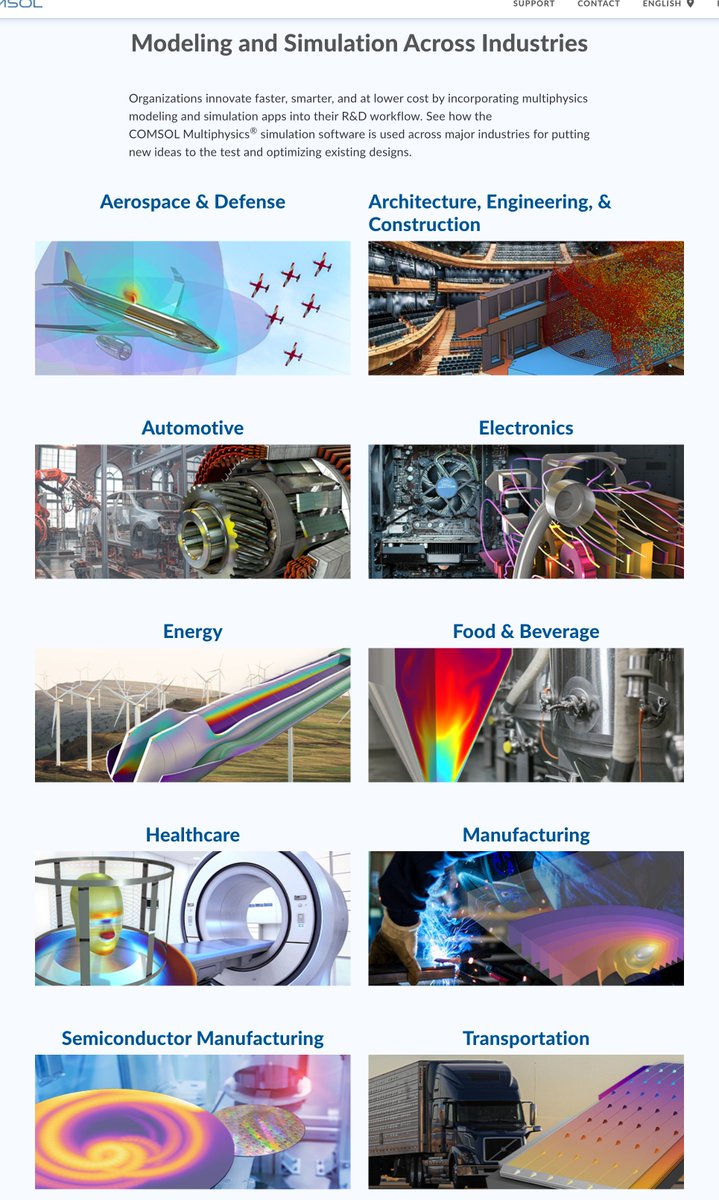 SUPPORT CONTACT ENGLISH
Modeling and Simulation Across Industries
Organizations innovate faster, smarter, and at lower cost by incorporating multiphysics
modeling and simulation apps into their R&D workflow. See how the
COMSOL Multiphysics® simulation software is used across major industries for putting
new ideas to the test and optimizing existing designs.
Aerospace & Defense
Architecture, Engineering, &
Construction
Automotive
Electronics
Energy
Food & Beverage
Healthcare
Manufacturing
Semiconductor Manufacturing
Transportation